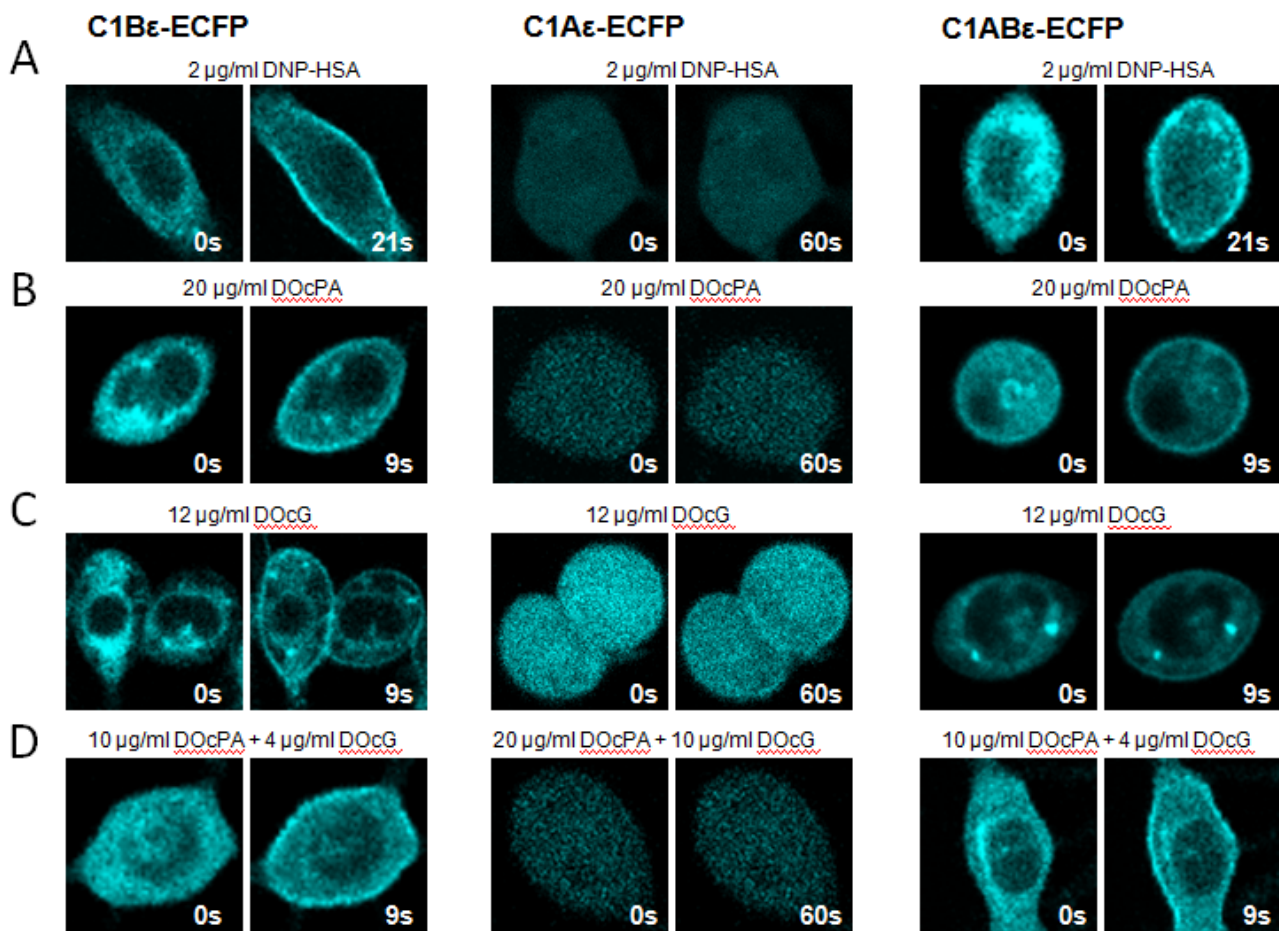 C1Bε-ECFP C1Aε-ECFP C1ABε-ECFP
A
2 µg/ml DNP-HSA 2 µg/ml DNP-HSA 2 µg/ml DNP-HSA
0s 21s 0s 60s 0s 21s
B
20 µg/ml DOcPA 20 µg/ml DOcPA 20 µg/ml DOcPA
0s 9s 0s 60s 0s 9s
C
12 µg/ml DOcG 12 µg/ml DOcG 12 µg/ml DOcG
0s 9s 0s 60s 0s 9s
D
10 µg/ml DOcPA + 4 µg/ml DOcG 20 µg/ml DOcPA + 10 µg/ml DOcG 10 µg/ml DOcPA + 4 µg/ml DOcG
0s 9s 0s 60s 0s 9s